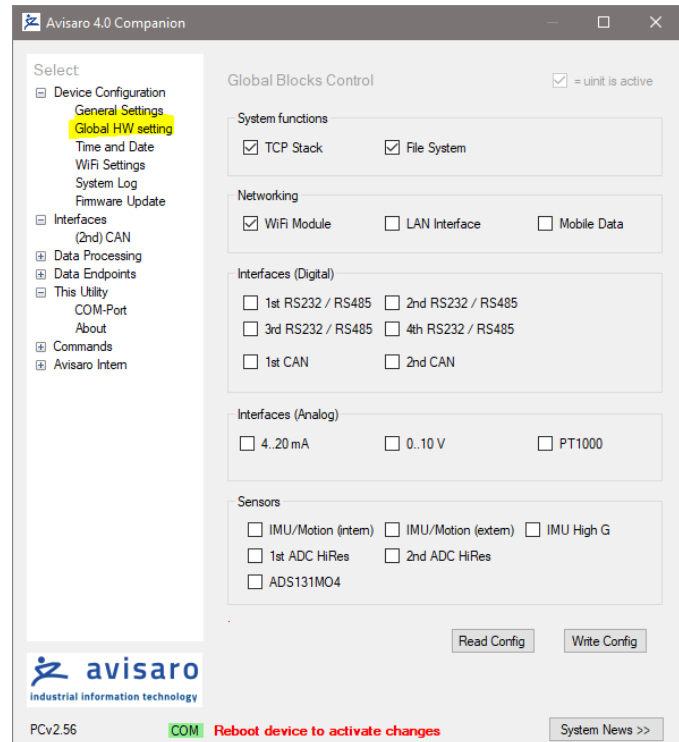 Avisaro 4.0 Companion
Select
Device Configuration
General Settings
Global HW setting
Time and Date
WiFi Settings
System Log
Firmware Update
Interfaces
(2nd) CAN
Data Processing
Data Endpoints
This Utility
COM-Port
About
Commands
Avisaro Intern
avisaro
industrial information technology
Global Blocks Control
= uinit is active
System functions
TCP Stack File System
Networking
WiFi Module LAN Interface Mobile Data
Interfaces (Digital)
1st RS232 / RS485 2nd RS232 / RS485
3rd RS232 / RS485 4th RS232 / RS485
1st CAN 2nd CAN
Interfaces (Analog)
4..20 mA 0..10 V PT1000
Sensors
IMU/Motion (intern) IMU/Motion (extern) IMU High G
1st ADC HiRes 2nd ADC HiRes
ADS131MO4
.
Read Config Write Config
PCv2.56 COM Reboot device to activate changes System News >>